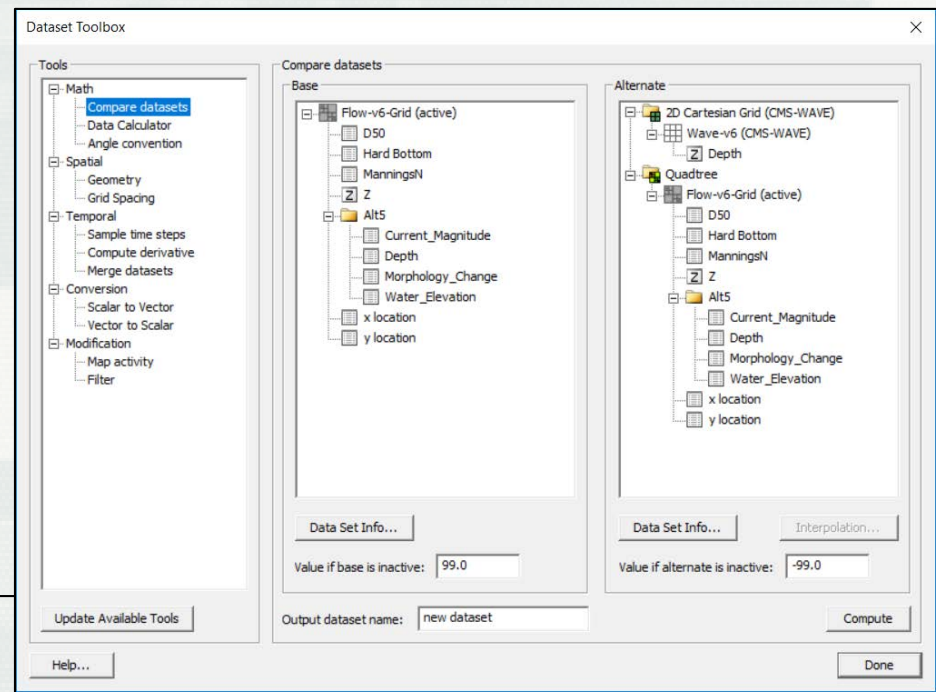 Dataset Toolbox
Tools
Math
Compare datasets
Data Calculator
Angle convention
Spatial
Geometry
Grid Spacing
Temporal
Sample time steps
Compute derivative
Merge datasets
Conversion
Scalar to Vector
Vector to Scalar
Modification
Map activity
Filter
Update Available Tools
Help...
Compare datasets
Base
Flow-v6-Grid (active)
D50
Hard Bottom
ManningsN
Z Z
Alt5
Current_Magnitude
Depth
Morphology_Change
Water_Elevation
x location
y location
Data Set Info...
Value if base is inactive: 99.0
Alternate
2D Cartesian Grid (CMS-WAVE)
Wave-v6 (CMS-WAVE)
Z Depth
Quadtree
Flow-v6-Grid (active)
D50
Hard Bottom
ManningsN
Z Z
Alt5
Current_Magnitude
Depth
Morphology_Change
Water_Elevation
x location
y location
Data Set Info... Interpolation...
Value if alternate is inactive: -99.0
Output dataset name: new dataset
Compute
Done